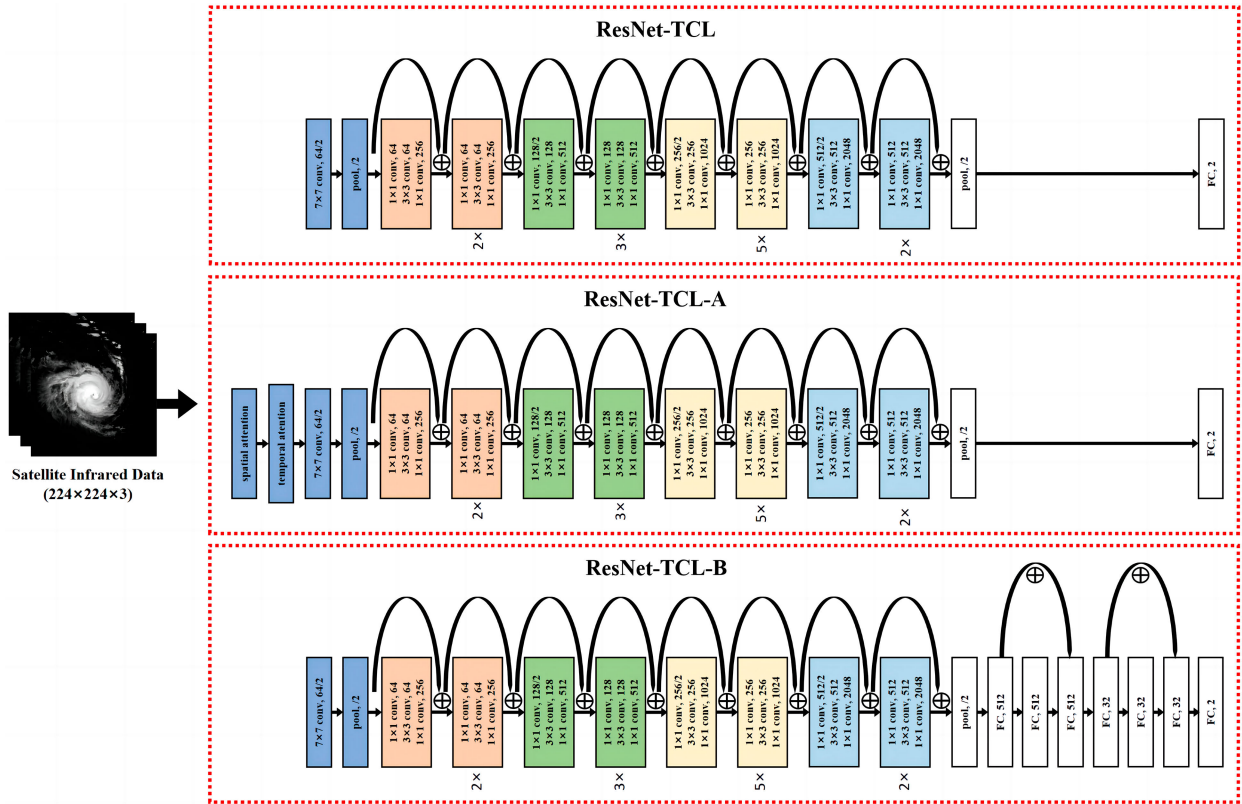 ResNet-TCL
7×7 conv, 64/2
pool, /2
1×1 conv, 64
3×3 conv, 64
1×1 conv, 256
1×1 conv, 64
3×3 conv, 64
1×1 conv, 256
2×
1×1 conv, 128/2
3×3 conv, 128
1×1 conv, 512
1×1 conv, 128
3×3 conv, 128
1×1 conv, 512
3×
1×1 conv, 256/2
3×3 conv, 256
1×1 conv, 1024
1×1 conv, 256
3×3 conv, 256
1×1 conv, 1024
5×
1×1 conv, 512/2
3×3 conv, 512
1×1 conv, 2048
1×1 conv, 512
3×3 conv, 512
1×1 conv, 2048
2×
pool, /2
FC, 2
Satellite Infrared Data
(224×224×3)
ResNet-TCL-A
spatial attention
temporal atention
7×7 conv, 64/2
pool, /2
1×1 conv, 64
3×3 conv, 64
1×1 conv, 256
1×1 conv, 64
3×3 conv, 64
1×1 conv, 256
2×
1×1 conv, 128/2
3×3 conv, 128
1×1 conv, 512
1×1 conv, 128
3×3 conv, 128
1×1 conv, 512
3×
1×1 conv, 256/2
3×3 conv, 256
1×1 conv, 1024
1×1 conv, 256
3×3 conv, 256
1×1 conv, 1024
5×
1×1 conv, 512/2
3×3 conv, 512
1×1 conv, 2048
1×1 conv, 512
3×3 conv, 512
1×1 conv, 2048
2×
pool, /2
FC, 2
ResNet-TCL-B
7×7 conv, 64/2
pool, /2
1×1 conv, 64
3×3 conv, 64
1×1 conv, 256
1×1 conv, 64
3×3 conv, 64
1×1 conv, 256
2×
1×1 conv, 128/2
3×3 conv, 128
1×1 conv, 512
1×1 conv, 128
3×3 conv, 128
1×1 conv, 512
3×
1×1 conv, 256/2
3×3 conv, 256
1×1 conv, 1024
1×1 conv, 256
3×3 conv, 256
1×1 conv, 1024
5×
1×1 conv, 512/2
3×3 conv, 512
1×1 conv, 2048
1×1 conv, 512
3×3 conv, 512
1×1 conv, 2048
2×
pool, /2
FC, 512
FC, 512
FC, 512
FC, 32
FC, 32
FC, 32
FC, 2